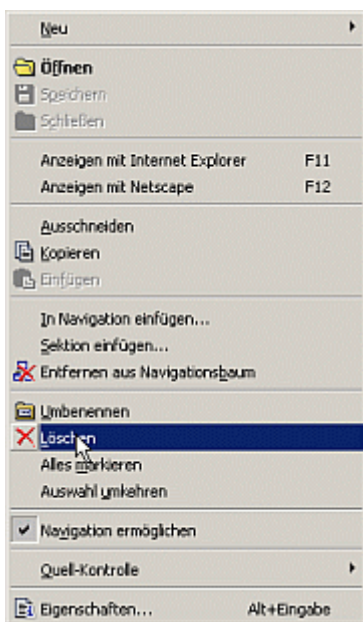 Neu
Öffnen
Speichern
Schließen
Anzeigen mit Internet Explorer F11
Anzeigen mit Netscape F12
Ausschneiden
Kopieren
Einfügen
In Navigation einfügen...
Sektion einfügen...
Entfernen aus Navigationsbaum
Umbenennen
Löschen
Alles markieren
Auswahl umkehren
Navigation ermöglichen
Quell-Kontrolle
Eigenschaften... Alt+Eingabe